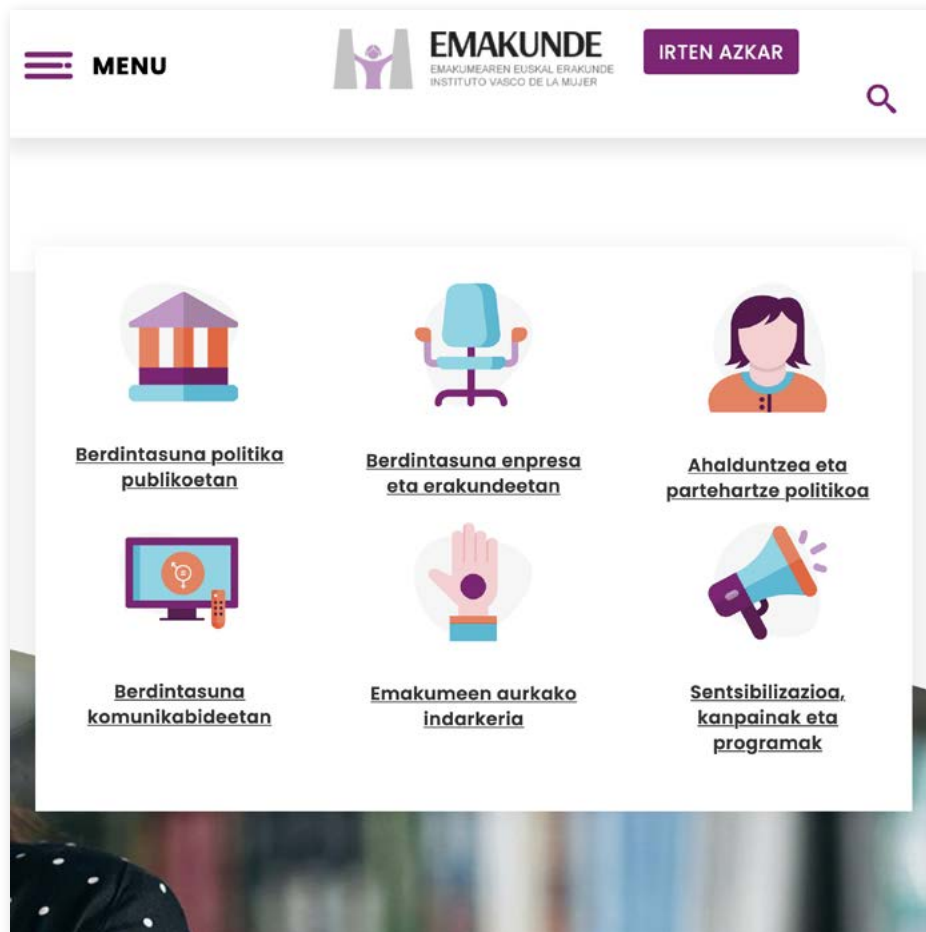 MENU
EMAKUNDE
EMAKUMEAREN EUSKAL ERAKUNDE
INSTITUTO VASCO DE LA MUJER
IRTEN AZKAR
Berdintasuna politika
publikoetan
Berdintasuna enpresa
eta erakundeetan
Ahalduntzea eta
partehartze politikoa
Berdintasuna
komunikabideetan
Emakumeen aurkako
indarkeria
Sentsibilizazioa,
kanpainak eta
programak